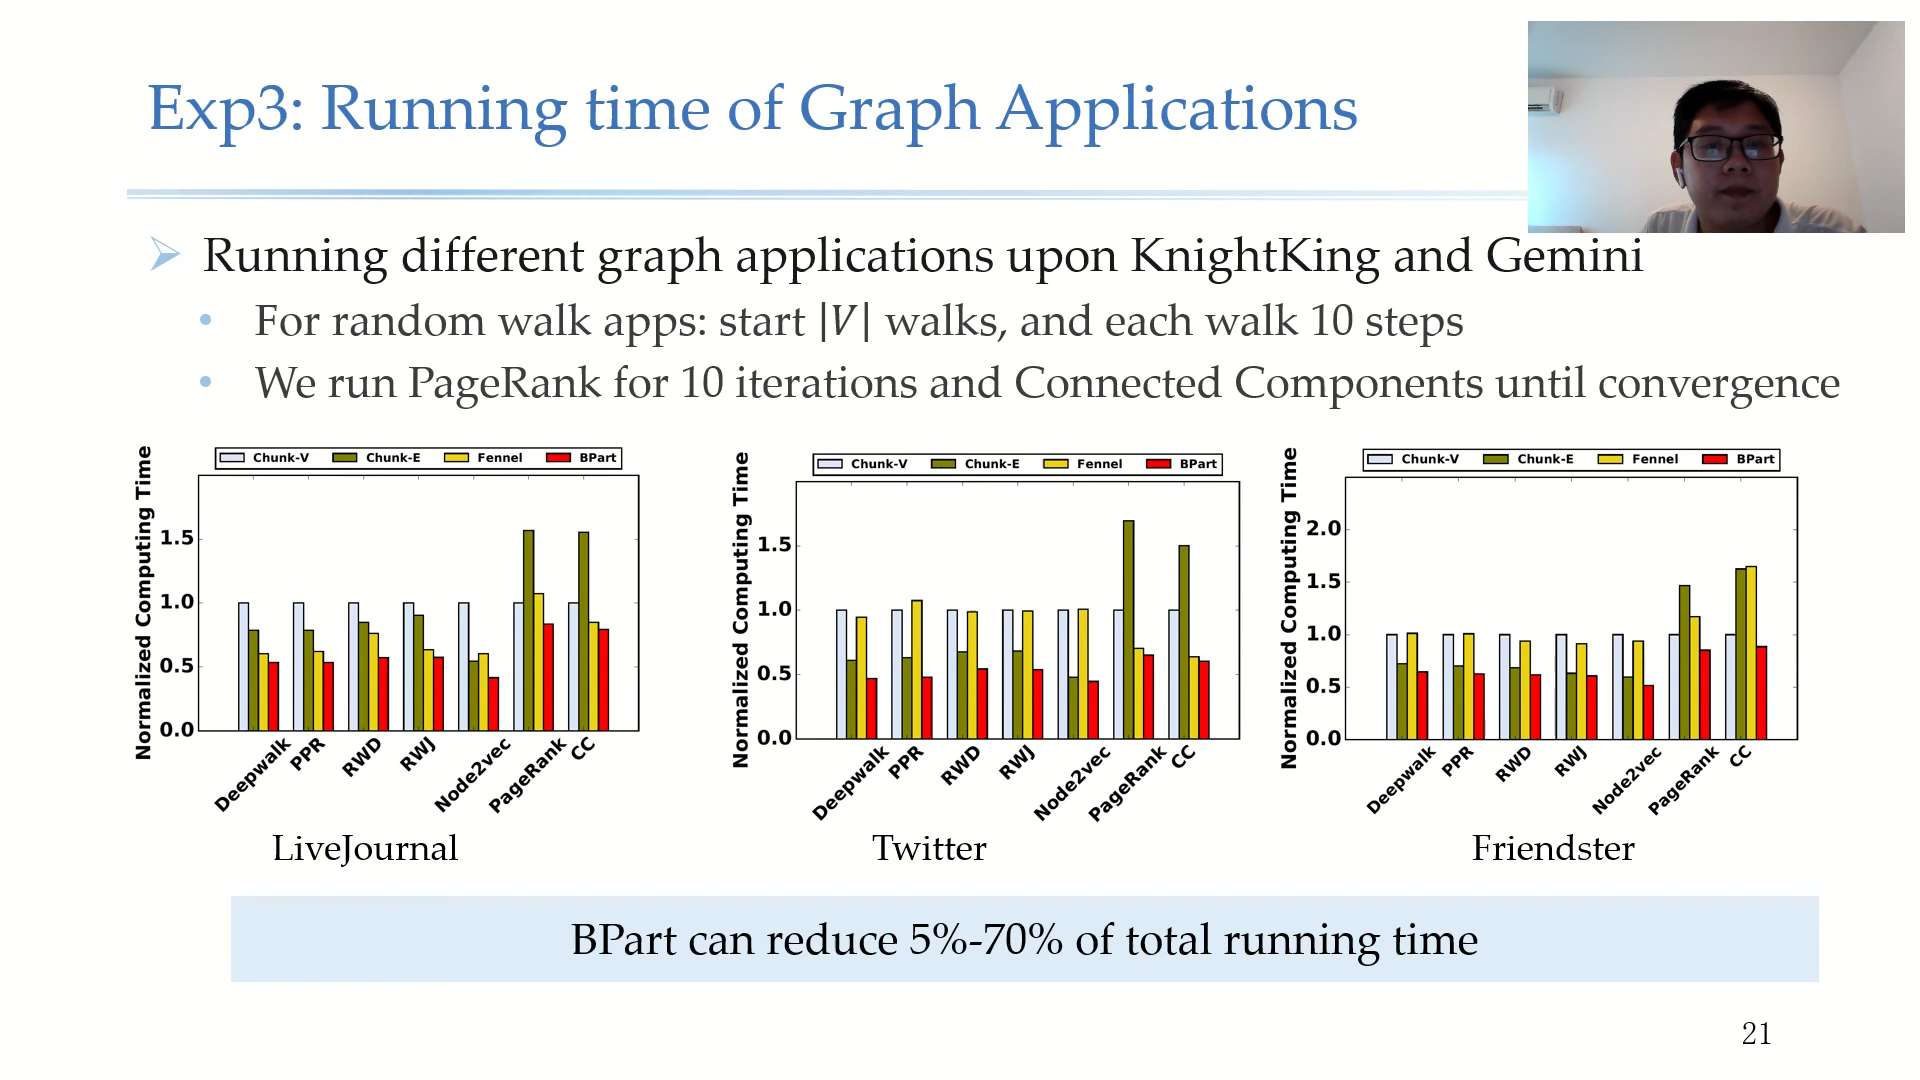 Exp3: Running time of Graph Applications
Running different graph applications upon KnightKing and Gemini
• For random walk apps: start |V| walks, and each walk 10 steps
• We run PageRank for 10 iterations and Connected Components until convergence
Chunk-V Chunk-E Fennel BPart
Normalized Computing Time
1.5
1.0
0.5
0.0
Deepwalk PPR RWD RWJ Node2vec PageRank CC
LiveJournal
Chunk-V Chunk-E Fennel BPart
Normalized Computing Time
1.5
1.0
0.5
0.0
Deepwalk PPR RWD RWJ Node2vec PageRank CC
Twitter
Chunk-V Chunk-E Fennel BPart
Normalized Computing Time
2.0
1.5
1.0
0.5
0.0
Deepwalk PPR RWD RWJ Node2vec PageRank CC
Friendster
BPart can reduce 5%-70% of total running time
21